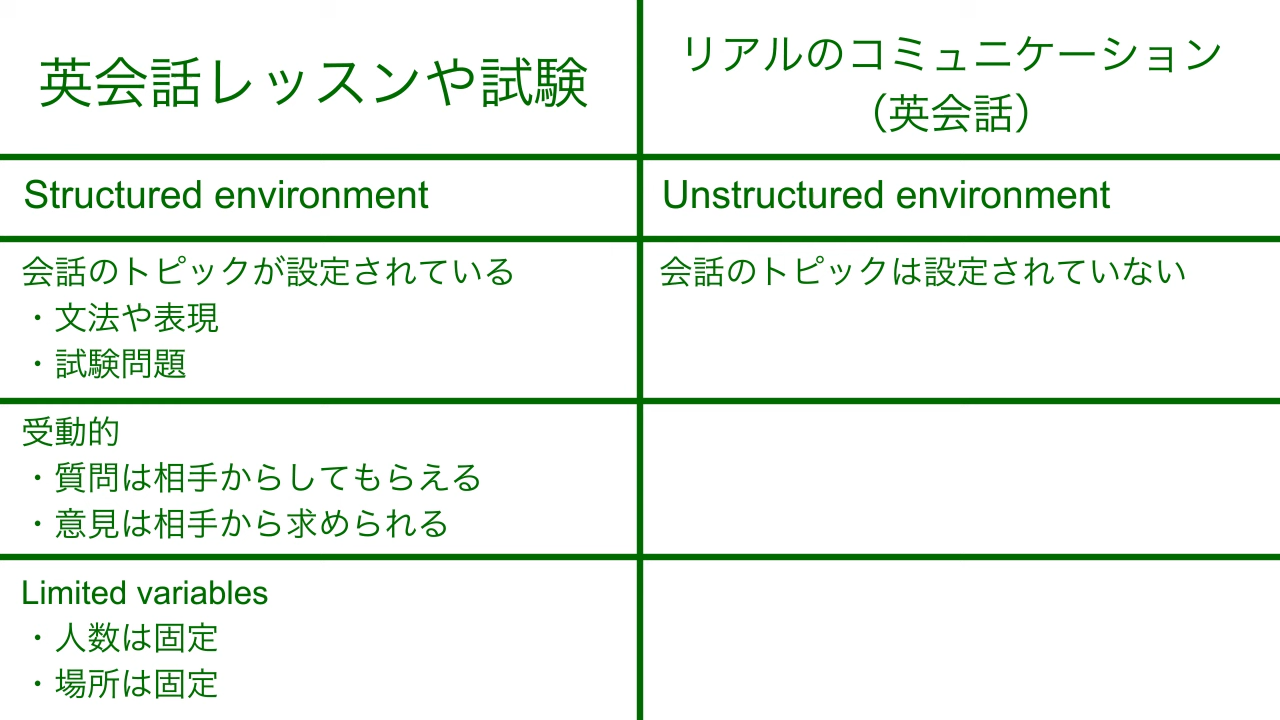 英会話レッスンや試験
リアルのコミュニケーション
（英会話）
Structured environment
Unstructured environment
会話のトピックが設定されている
・文法や表現
・試験問題
会話のトピックは設定されていない
受動的
・質問は相手からしてもらえる
・意見は相手から求められる
Limited variables
・人数は固定
・場所は固定